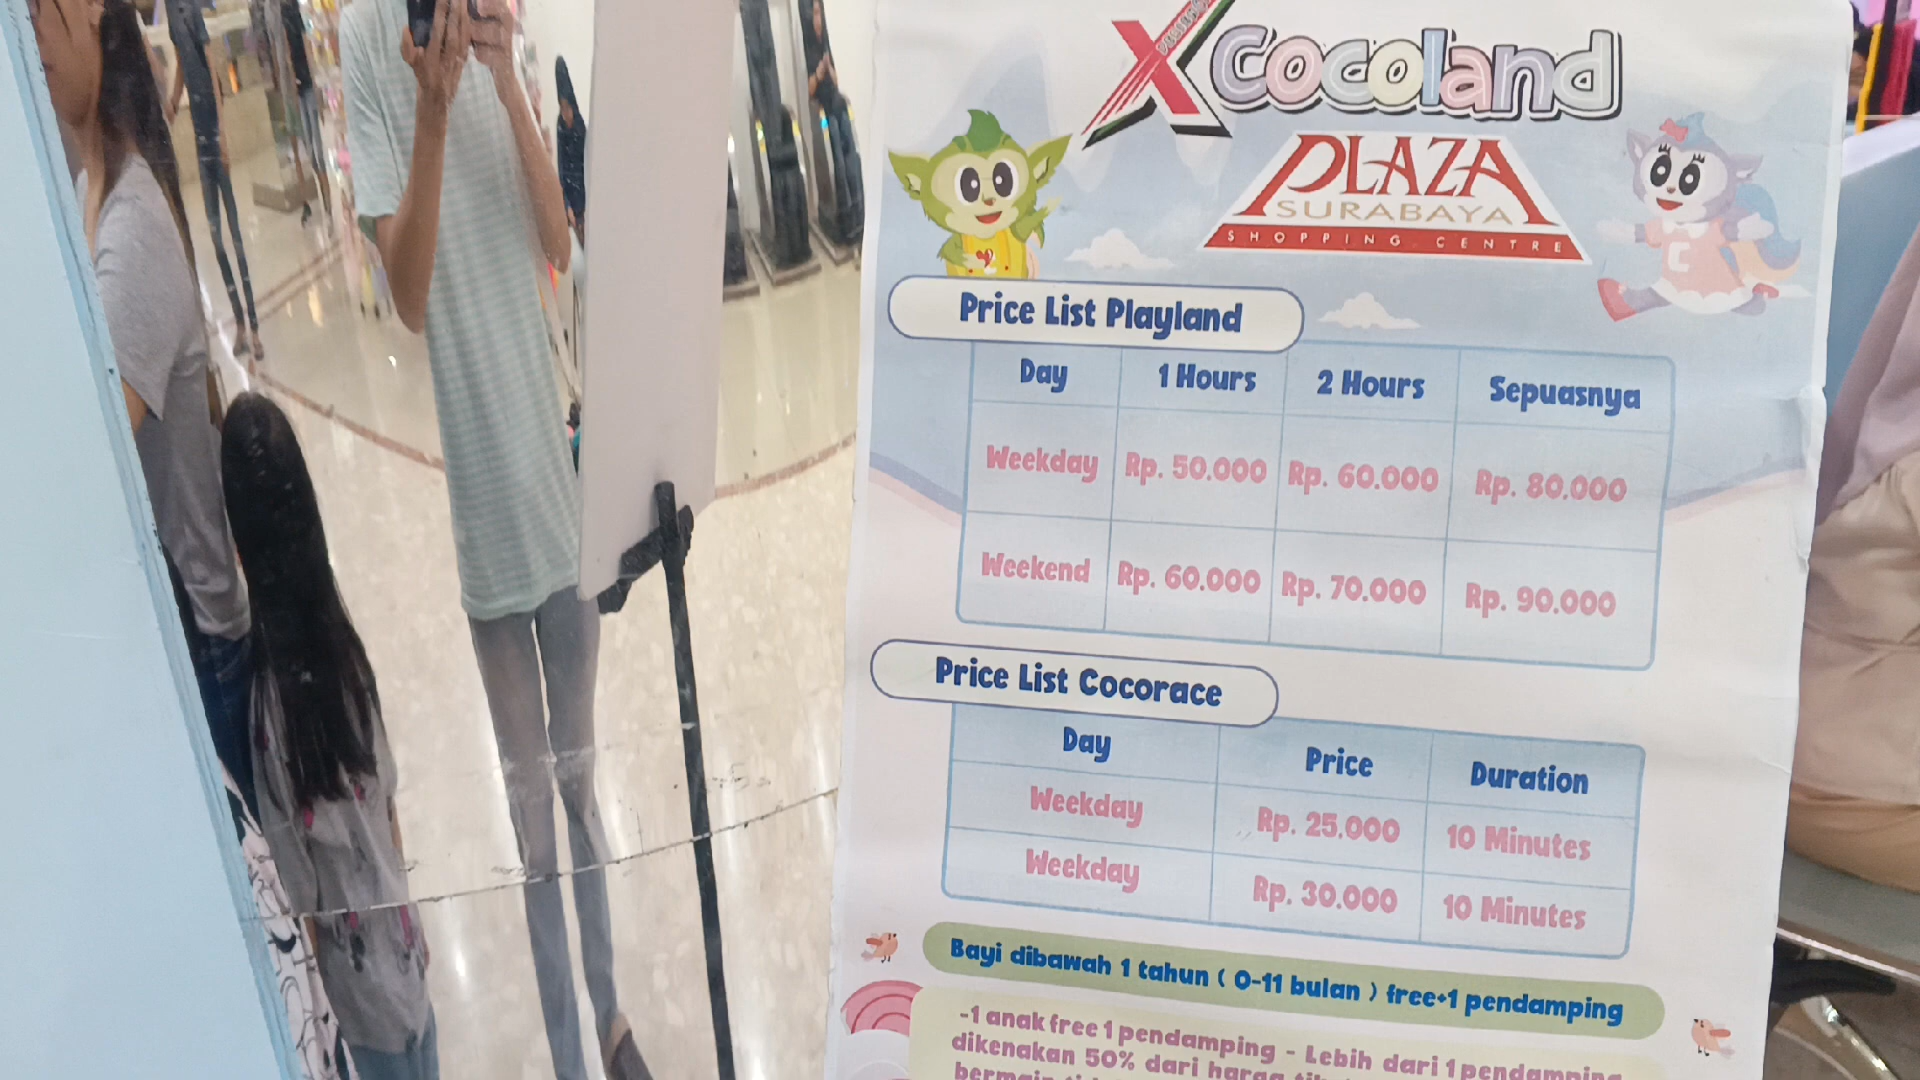 X cocoland
PLAZA
SURABAYA
SHOPPING CENTRE
C
Price List Playland
Day 1 Hours 2 Hours Sepuasnya
Weekday Rp. 50.000 Rp. 60.000 Rp. 80.000
Weekend Rp. 60.000 Rp. 70.000 Rp. 90.000
Price List Cocorace
Day Price Duration
Weekday Rp. 25.000 10 Minutes
Weekday Rp. 30.000 10 Minutes
Bayi dibawah 1 tahun ( 0-11 bulan ) free+1 pendamping
-1 anak free 1 pendamping - Lebih dari 1 pendamping
dikenakan 50% dari harga
bermain